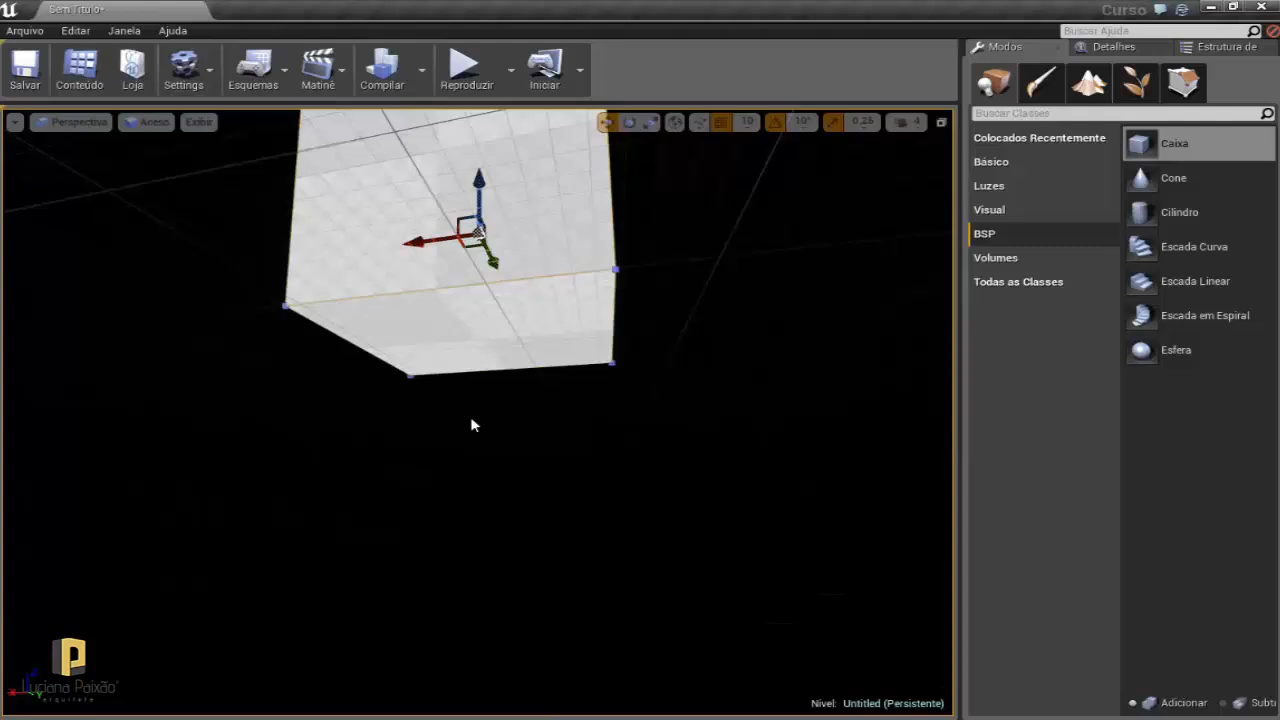 Sem Título*
Curso
Arquivo Editar Janela Ajuda
Buscar Ajuda
Modos Detalhes Estrutura de
Salvar Conteúdo Loja Settings Esquemas Matinê Compilar Reproduzir Iniciar
Buscar Classes
Perspectiva Aceso Exibir 10 10° 0,25 4
Colocados Recentemente
Básico
Luzes
Visual
BSP
Volumes
Todas as Classes
Caixa
Cone
Cilindro
Escada Curva
Escada Linear
Escada em Espiral
Esfera
Luciana Paixão
arquiteta
Nível: Untitled (Persistente)
Adicionar Subt